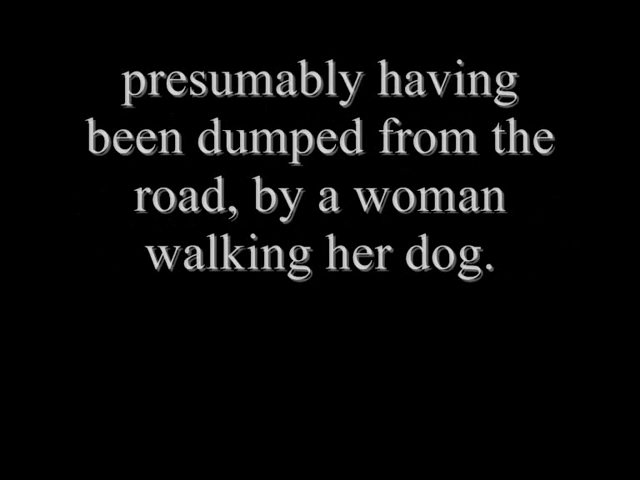 presumably having
been dumped from the
road, by a woman
walking her dog.